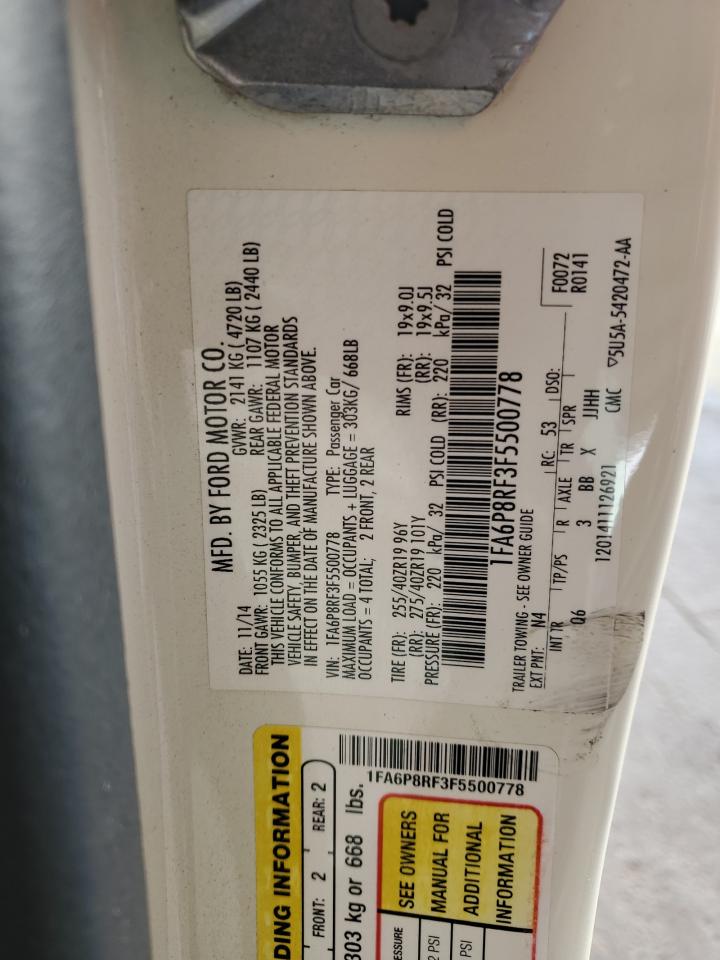 MFD. BY FORD MOTOR CO.
DATE: 11/14 GVWR: 2141 KG ( 4720 LB)
FRONT GAWR: 1055 KG ( 2325 LB) REAR GAWR: 1107 KG ( 2440 LB)
THIS VEHICLE CONFORMS TO ALL APPLICABLE FEDERAL MOTOR
VEHICLE SAFETY, BUMPER, AND THEFT PREVENTION STANDARDS
IN EFFECT ON THE DATE OF MANUFACTURE SHOWN ABOVE.
VIN: 1FA6P8RF3F5500778 TYPE: Passenger Car
MAXIMUM LOAD = OCCUPANTS + LUGGAGE = 303KG/ 668LB
OCCUPANTS = 4 TOTAL; 2 FRONT, 2 REAR
TIRE (FR): 255/40ZR19 96Y RIMS (FR): 19x9.0J
(RR): 275/40ZR19 101Y (RR): 19x9.5J
PRESSURE (FR): 220 kPa/ 32 PSI COLD (RR): 220 kPa/ 32 PSI COLD
1FA6P8RF3F5500778
TRAILER TOWING - SEE OWNER GUIDE
EXT PNT: N4 RC: 53 DSO: F0072
INT TR TP/PS R AXLE TR SPR R0141
Q6 3 BB X JJHH
1201411126921 CMC ▽5U5A-5420472-AA
DING INFORMATION
FRONT: 2 REAR: 2
303 kg or 668 lbs.
1FA6P8RF3F5500778
SEE OWNERS
MANUAL FOR
ADDITIONAL
INFORMATION
ESSURE
2 PSI
PSI